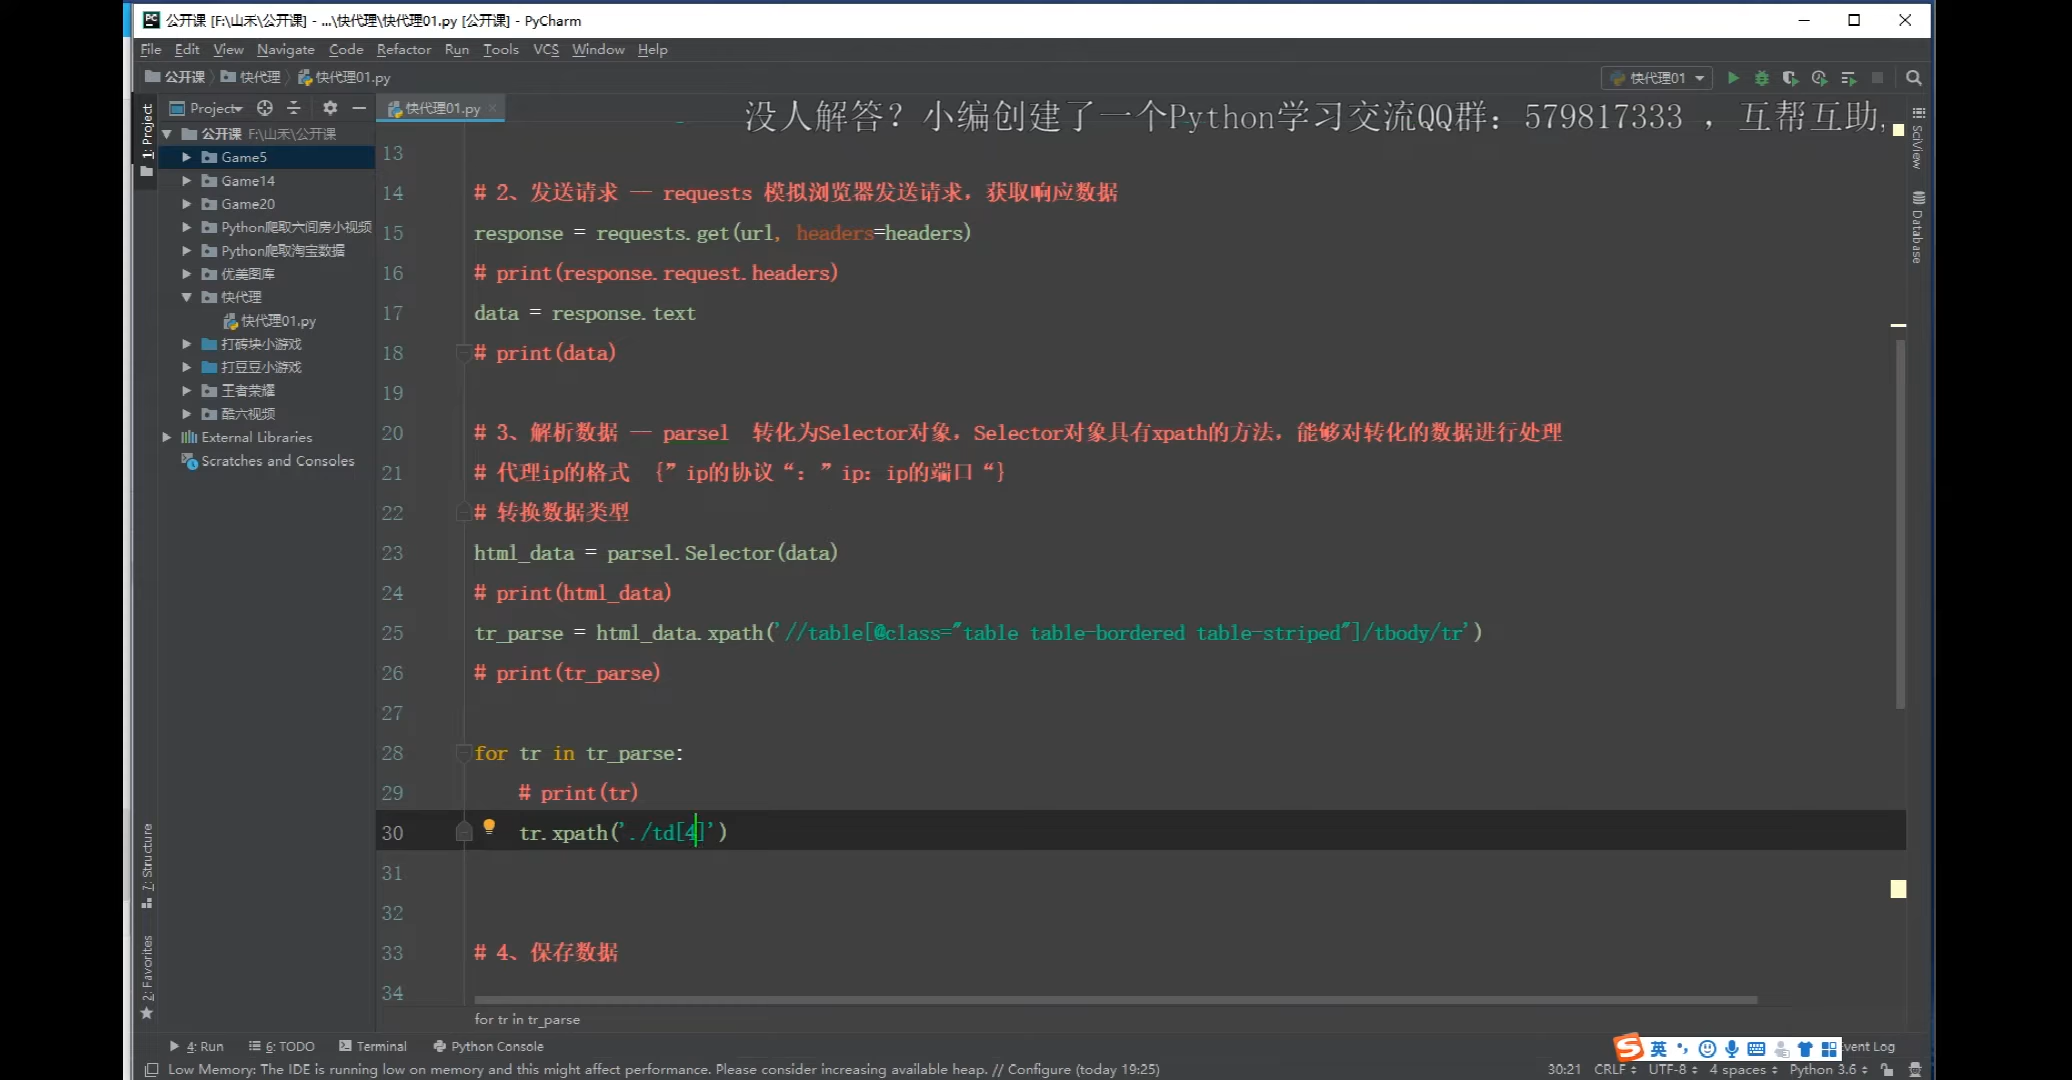 公开课 [F:\山禾\公开课] - ...\快代理\快代理01.py [公开课] - PyCharm
File Edit View Navigate Code Refactor Run Tools VCS Window Help
公开课 快代理 快代理01.py
快代理01
Project
快代理01.py
没人解答？小编创建了一个Python学习交流QQ群：579817333 ，互帮互助,
1: Project
公开课 F:\山禾\公开课
Game5
Game14
Game20
Python爬取六间房小视频
Python爬取淘宝数据
优美图库
快代理
快代理01.py
打砖块小游戏
打豆豆小游戏
王者荣耀
酷六视频
External Libraries
Scratches and Consoles
7: Structure
2: Favorites
13
14 # 2、发送请求 -- requests 模拟浏览器发送请求，获取响应数据
15 response = requests.get(url, headers=headers)
16 # print(response.request.headers)
17 data = response.text
18 # print(data)
19
20 # 3、解析数据 -- parsel 转化为Selector对象，Selector对象具有xpath的方法，能够对转化的数据进行处理
21 # 代理ip的格式 {”ip的协议“：”ip：ip的端口“}
22 # 转换数据类型
23 html_data = parsel.Selector(data)
24 # print(html_data)
25 tr_parse = html_data.xpath('//table[@class="table table-bordered table-striped"]/tbody/tr')
26 # print(tr_parse)
27
28 for tr in tr_parse:
29 # print(tr)
30 tr.xpath('./td[4]')
31
32
33 # 4、保存数据
34
for tr in tr_parse
SciView
Database
4: Run 6: TODO Terminal Python Console
英
vent Log
Low Memory: The IDE is running low on memory and this might affect performance. Please consider increasing available heap. // Configure (today 19:25)
30:21 CRLF UTF-8 4 spaces Python 3.6